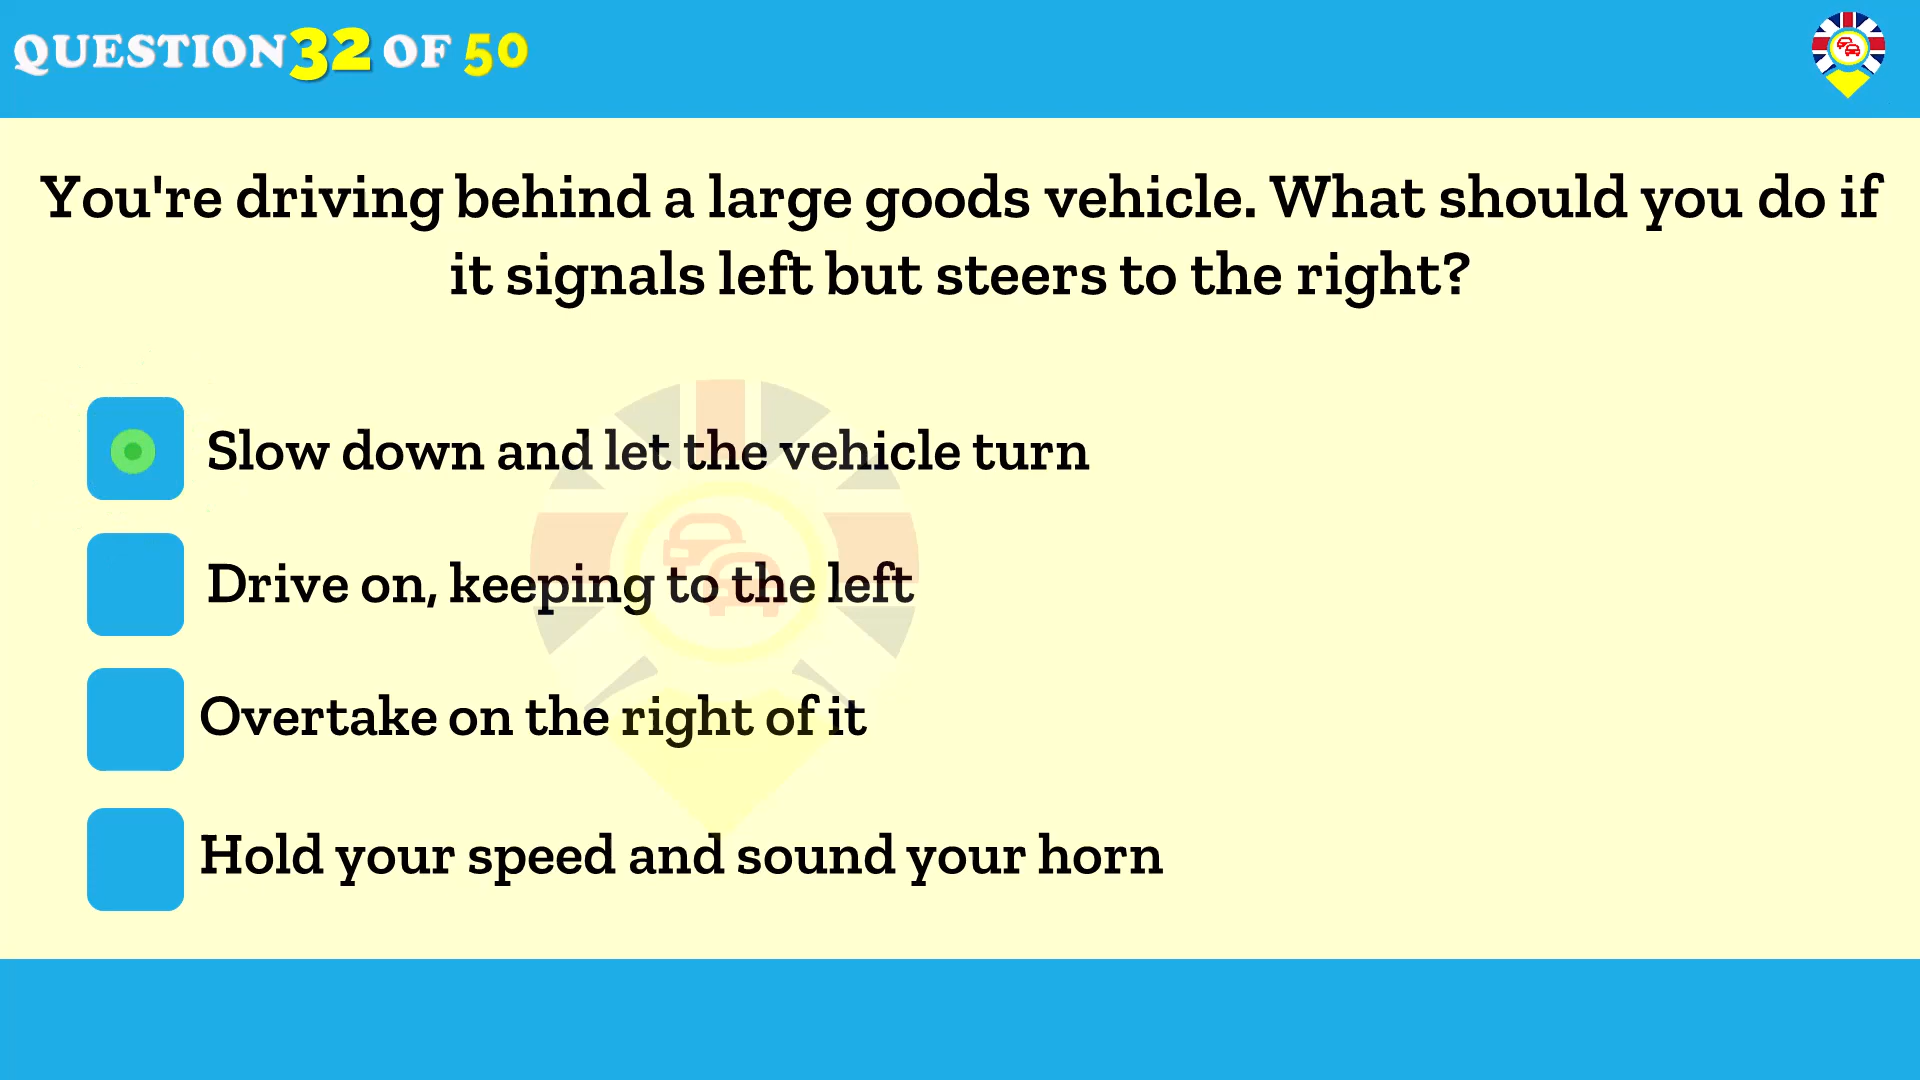 QUESTION 32 OF 50
You're driving behind a large goods vehicle. What should you do if
it signals left but steers to the right?
Slow down and let the vehicle turn
Drive on, keeping to the left
Overtake on the right of it
Hold your speed and sound your horn